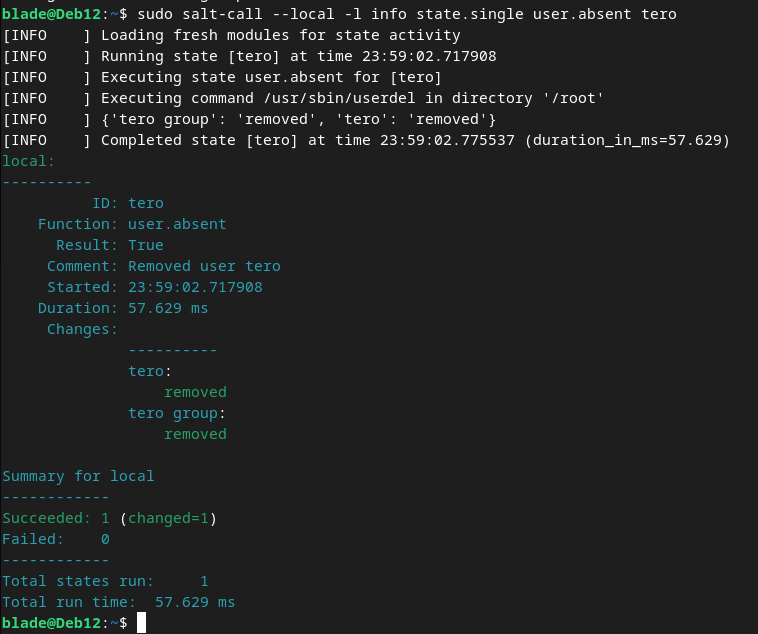 blade@Deb12:~$ sudo salt-call --local -l info state.single user.absent tero
[INFO    ] Loading fresh modules for state activity
[INFO    ] Running state [tero] at time 23:59:02.717908
[INFO    ] Executing state user.absent for [tero]
[INFO    ] Executing command /usr/sbin/userdel in directory '/root'
[INFO    ] {'tero group': 'removed', 'tero': 'removed'}
[INFO    ] Completed state [tero] at time 23:59:02.775537 (duration_in_ms=57.629)
local:
----------
          ID: tero
    Function: user.absent
      Result: True
     Comment: Removed user tero
     Started: 23:59:02.717908
    Duration: 57.629 ms
     Changes:
              ----------
              tero:
                  removed
              tero group:
                  removed

Summary for local
------------
Succeeded: 1 (changed=1)
Failed:    0
------------
Total states run:     1
Total run time:  57.629 ms
blade@Deb12:~$